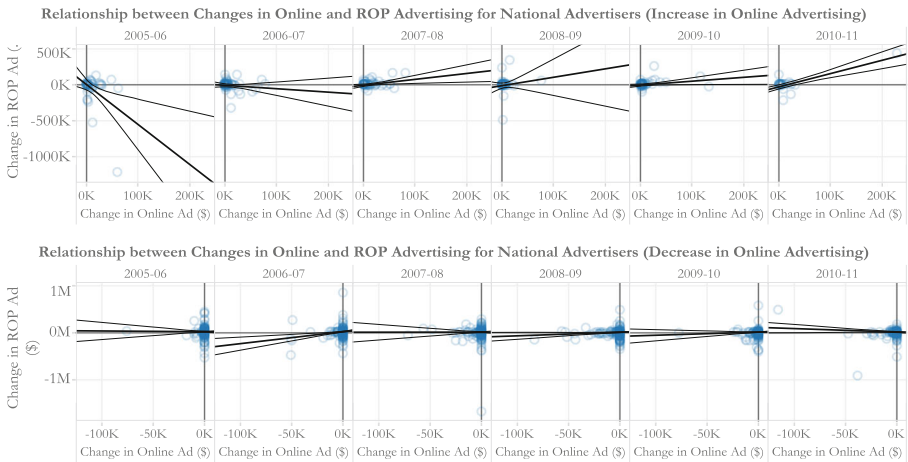 Relationship between Changes in Online and ROP Advertising for National Advertisers (Increase in Online Advertising)
2005-06 2006-07 2007-08 2008-09 2009-10 2010-11
Change in ROP Ad (.
500K
0K
-500K
-1000K
0K 100K 200K 0K 100K 200K 0K 100K 200K 0K 100K 200K 0K 100K 200K 0K 100K 200K
Change in Online Ad ($) Change in Online Ad ($) Change in Online Ad ($) Change in Online Ad ($) Change in Online Ad ($) Change in Online Ad ($)
Relationship between Changes in Online and ROP Advertising for National Advertisers (Decrease in Online Advertising)
2005-06 2006-07 2007-08 2008-09 2009-10 2010-11
Change in ROP Ad
($)
1M
0M
-1M
-100K -50K 0K -100K -50K 0K -100K -50K 0K -100K -50K 0K -100K -50K 0K -100K -50K 0K
Change in Online Ad ($) Change in Online Ad ($) Change in Online Ad ($) Change in Online Ad ($) Change in Online Ad ($) Change in Online Ad ($)